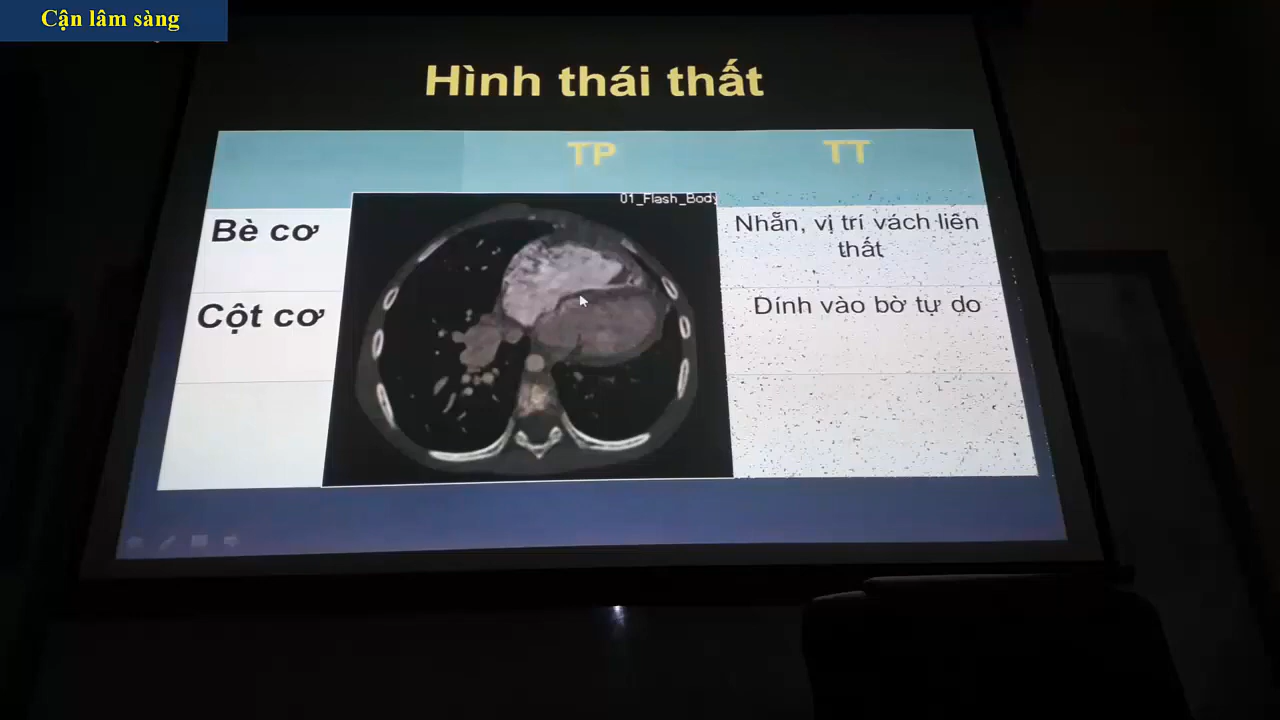 Cận lâm sàng
Hình thái thất
TP
TT
01_Flash_Body
Bè cơ
Nhẵn, vị trí vách liên
thất
Cột cơ
Dính vào bờ tự do